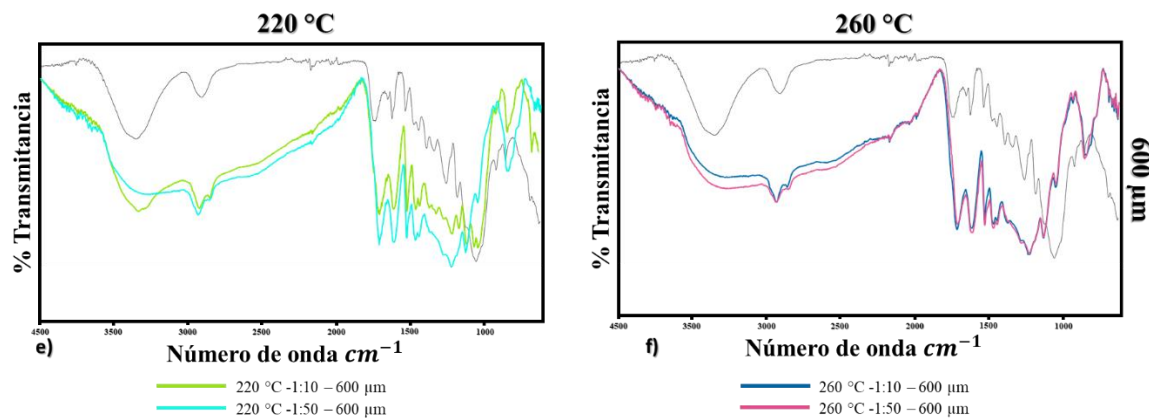 220 °C
% Transmitancia
4500 4000 3500 3000 2500 2000 1500 1000
e)
Número de onda cm⁻¹
220 °C -1:10 – 600 µm
220 °C -1:50 – 600 µm
260 °C
% Transmitancia
600 µm
4500 4000 3500 3000 2500 2000 1500 1000
f)
Número de onda cm⁻¹
260 °C -1:10 – 600 µm
260 °C -1:50 – 600 µm